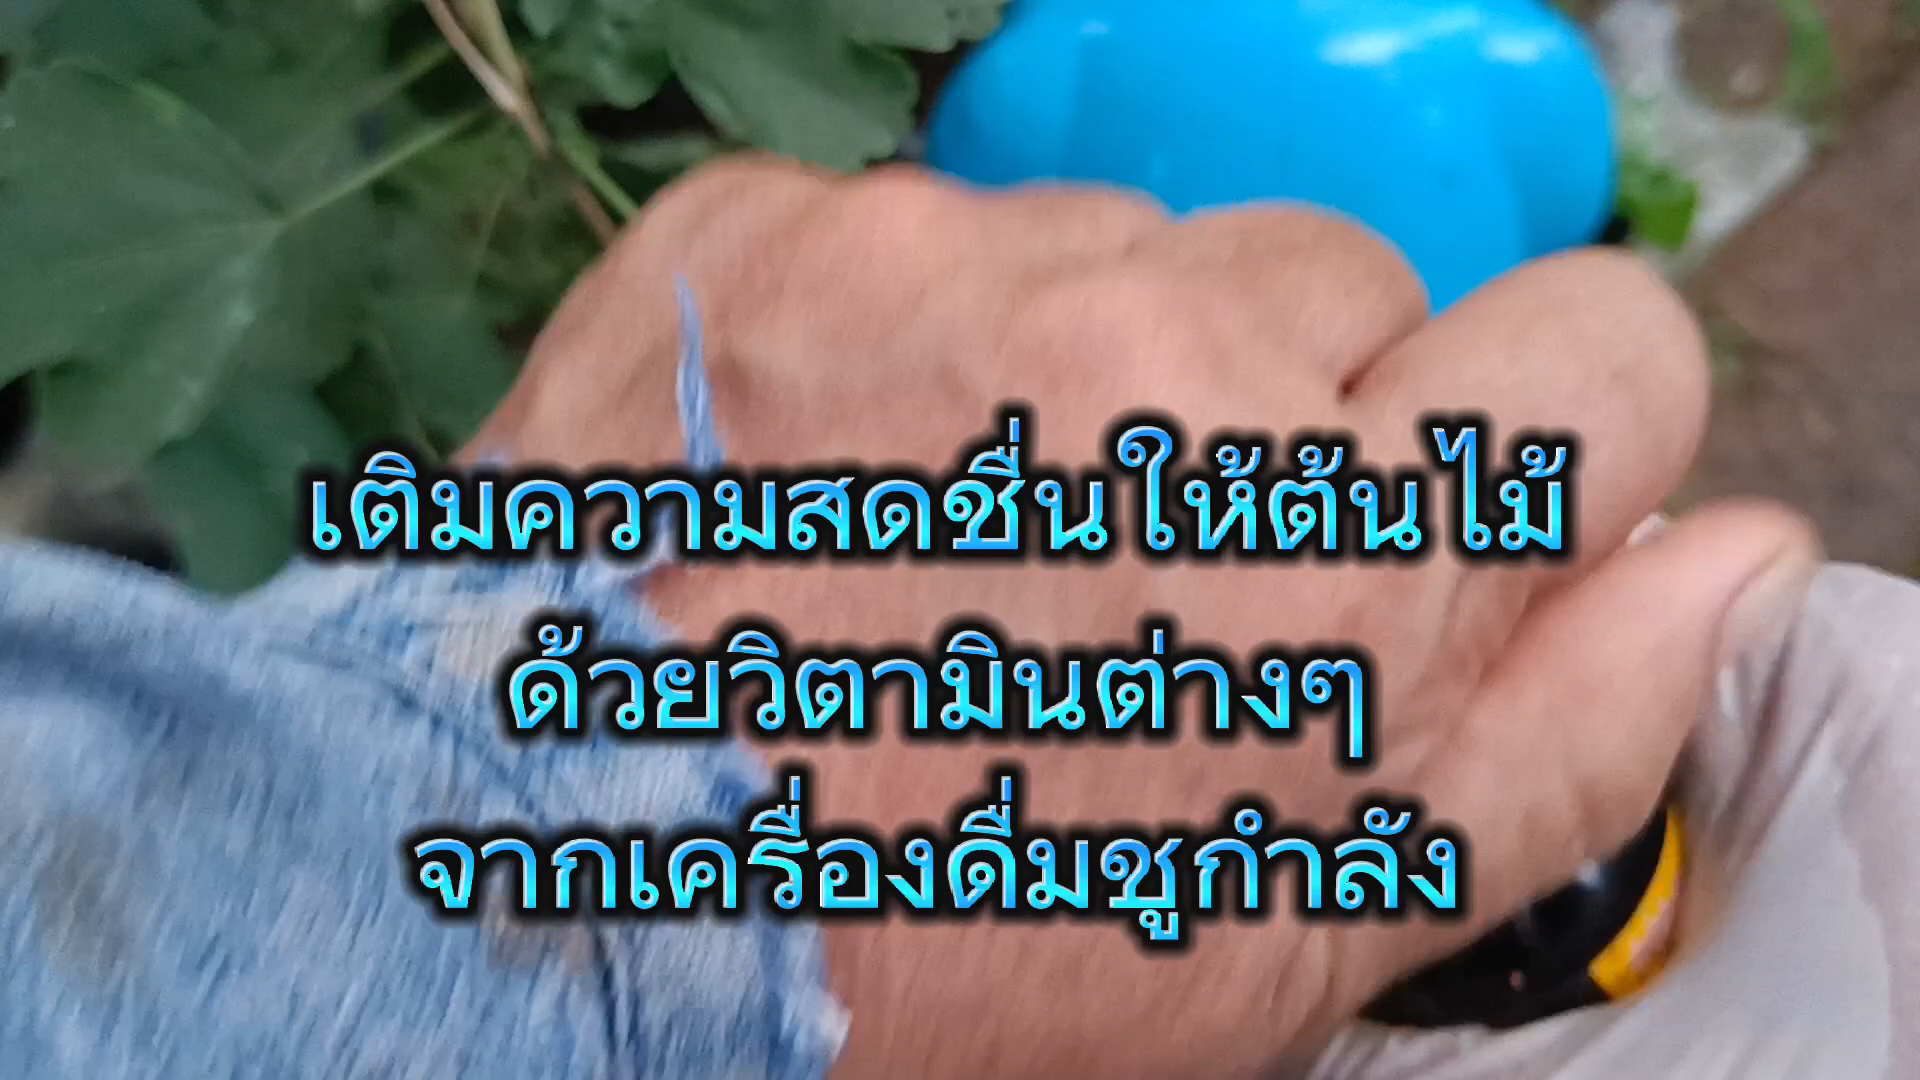 เติมความสดชื่นให้ต้นไม้
ด้วยวิตามินต่างๆ
จากเครื่องดื่มชูกำลัง